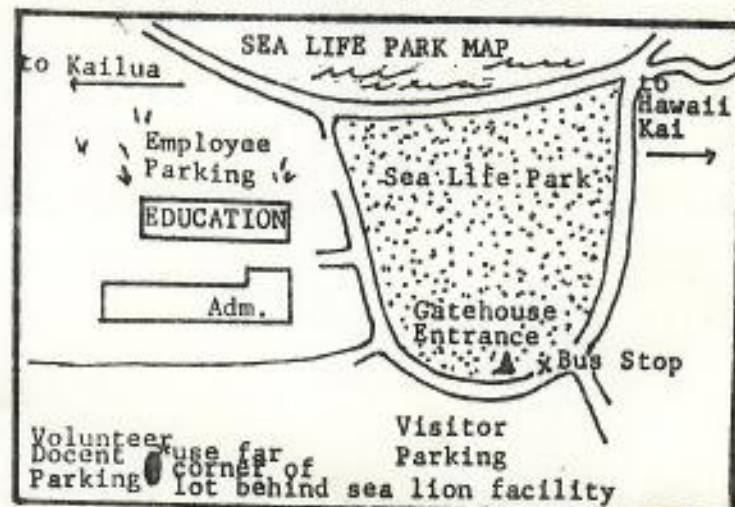 SEA LIFE PARK MAP
to Kailua
to
Hawaii
Kai
Employee
Parking
Sea Life Park
EDUCATION
Adm.
Gatehouse
Entrance
x Bus Stop
Visitor
Parking
Volunteer
Docent
Parking
*use far
corner of
lot behind sea lion facility